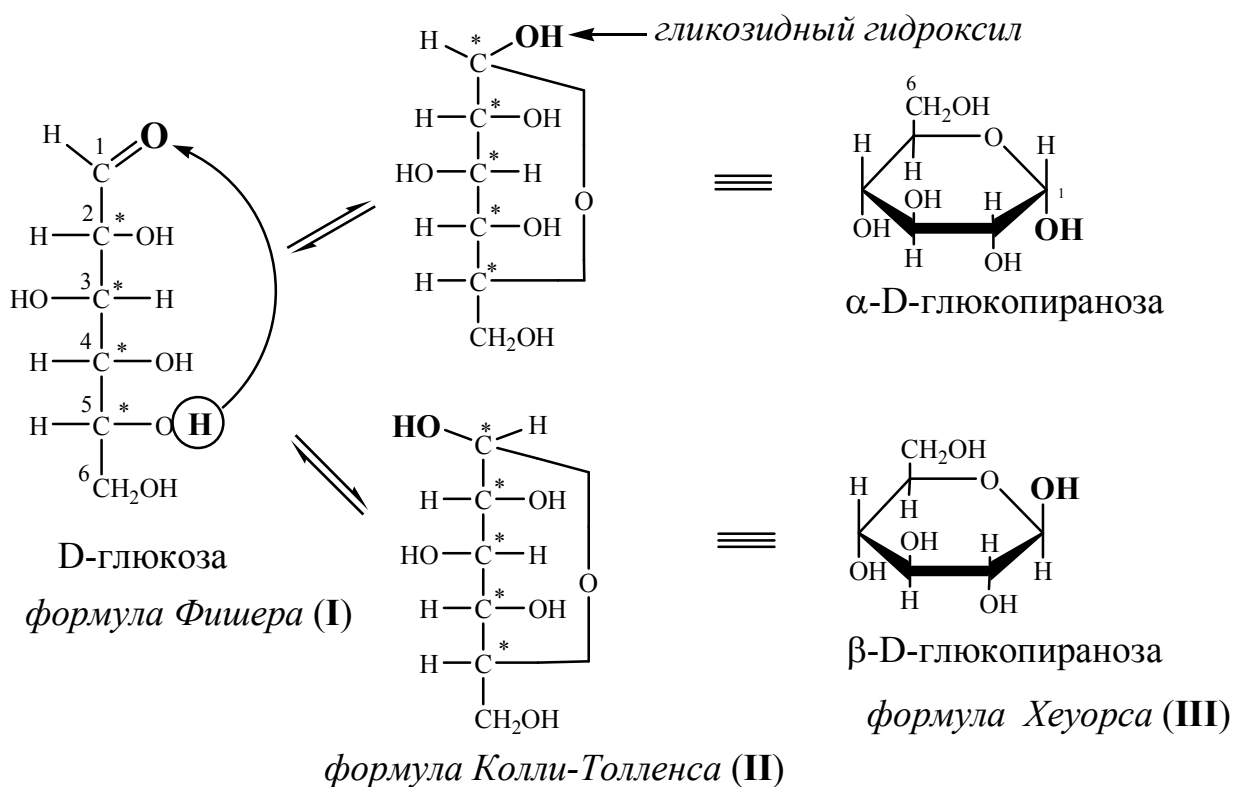 H
OH
гликозидный гидроксил
*
C
H
C
*
OH
HO
C
*
H
O
H
C
*
OH
H
C
*
CH2OH
H
O
1
C
2
H
C
*
OH
3
HO
C
*
H
4
H
C
*
OH
5
H
C
*
O
H
6
CH2OH
D-глюкоза
формула Фишера (I)
6
CH2OH
H
O
H
H
1
OH
H
OH
H
OH
OH
α-D-глюкопираноза
HO
*
H
C
H
C
*
OH
HO
C
*
H
O
H
C
*
OH
H
C
*
CH2OH
формула Колли-Толленса (II)
CH2OH
H
O
OH
H
OH
H
OH
H
H
OH
β-D-глюкопираноза
формула Хеуорса (III)